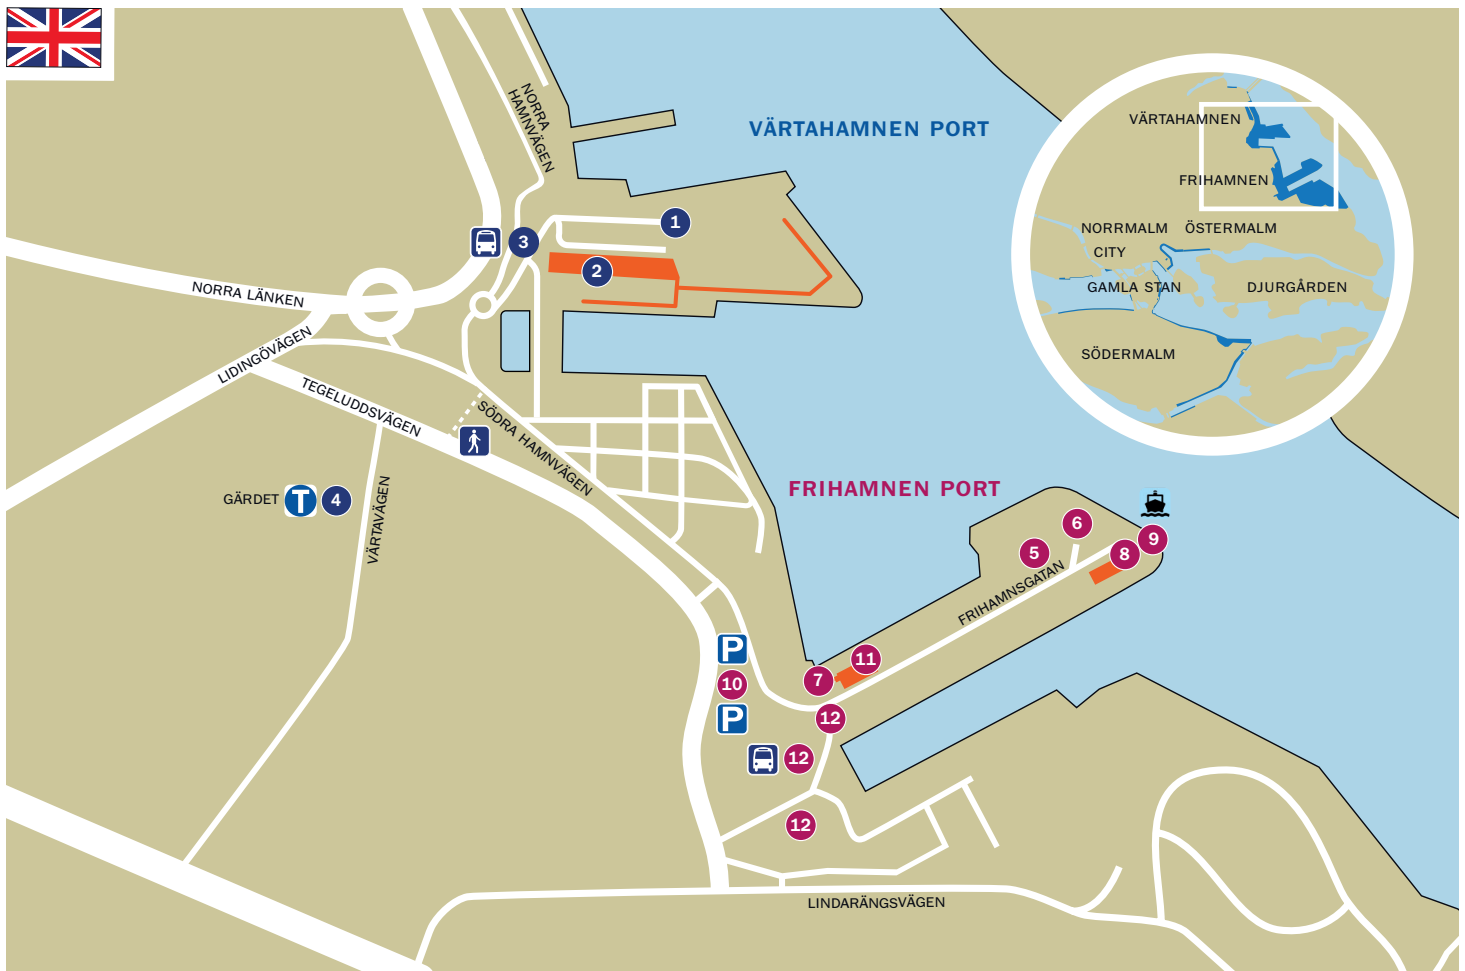 NORRA
HAMNVÄGEN
VÄRTAHAMNEN PORT
VÄRTAHAMNEN
FRIHAMNEN
NORRMALM
ÖSTERMALM
CITY
GAMLA STAN
DJURGÅRDEN
SÖDERMALM
1
3
2
NORRA LÄNKEN
LIDINGÖVÄGEN
TEGELUDDSVÄGEN
SÖDRA HAMNVÄGEN
GÄRDET
T
4
VÄRTAVÄGEN
FRIHAMNEN PORT
6
5
9
8
FRIHAMNSGATAN
P
11
7
10
P
12
12
12
LINDARÄNGSVÄGEN